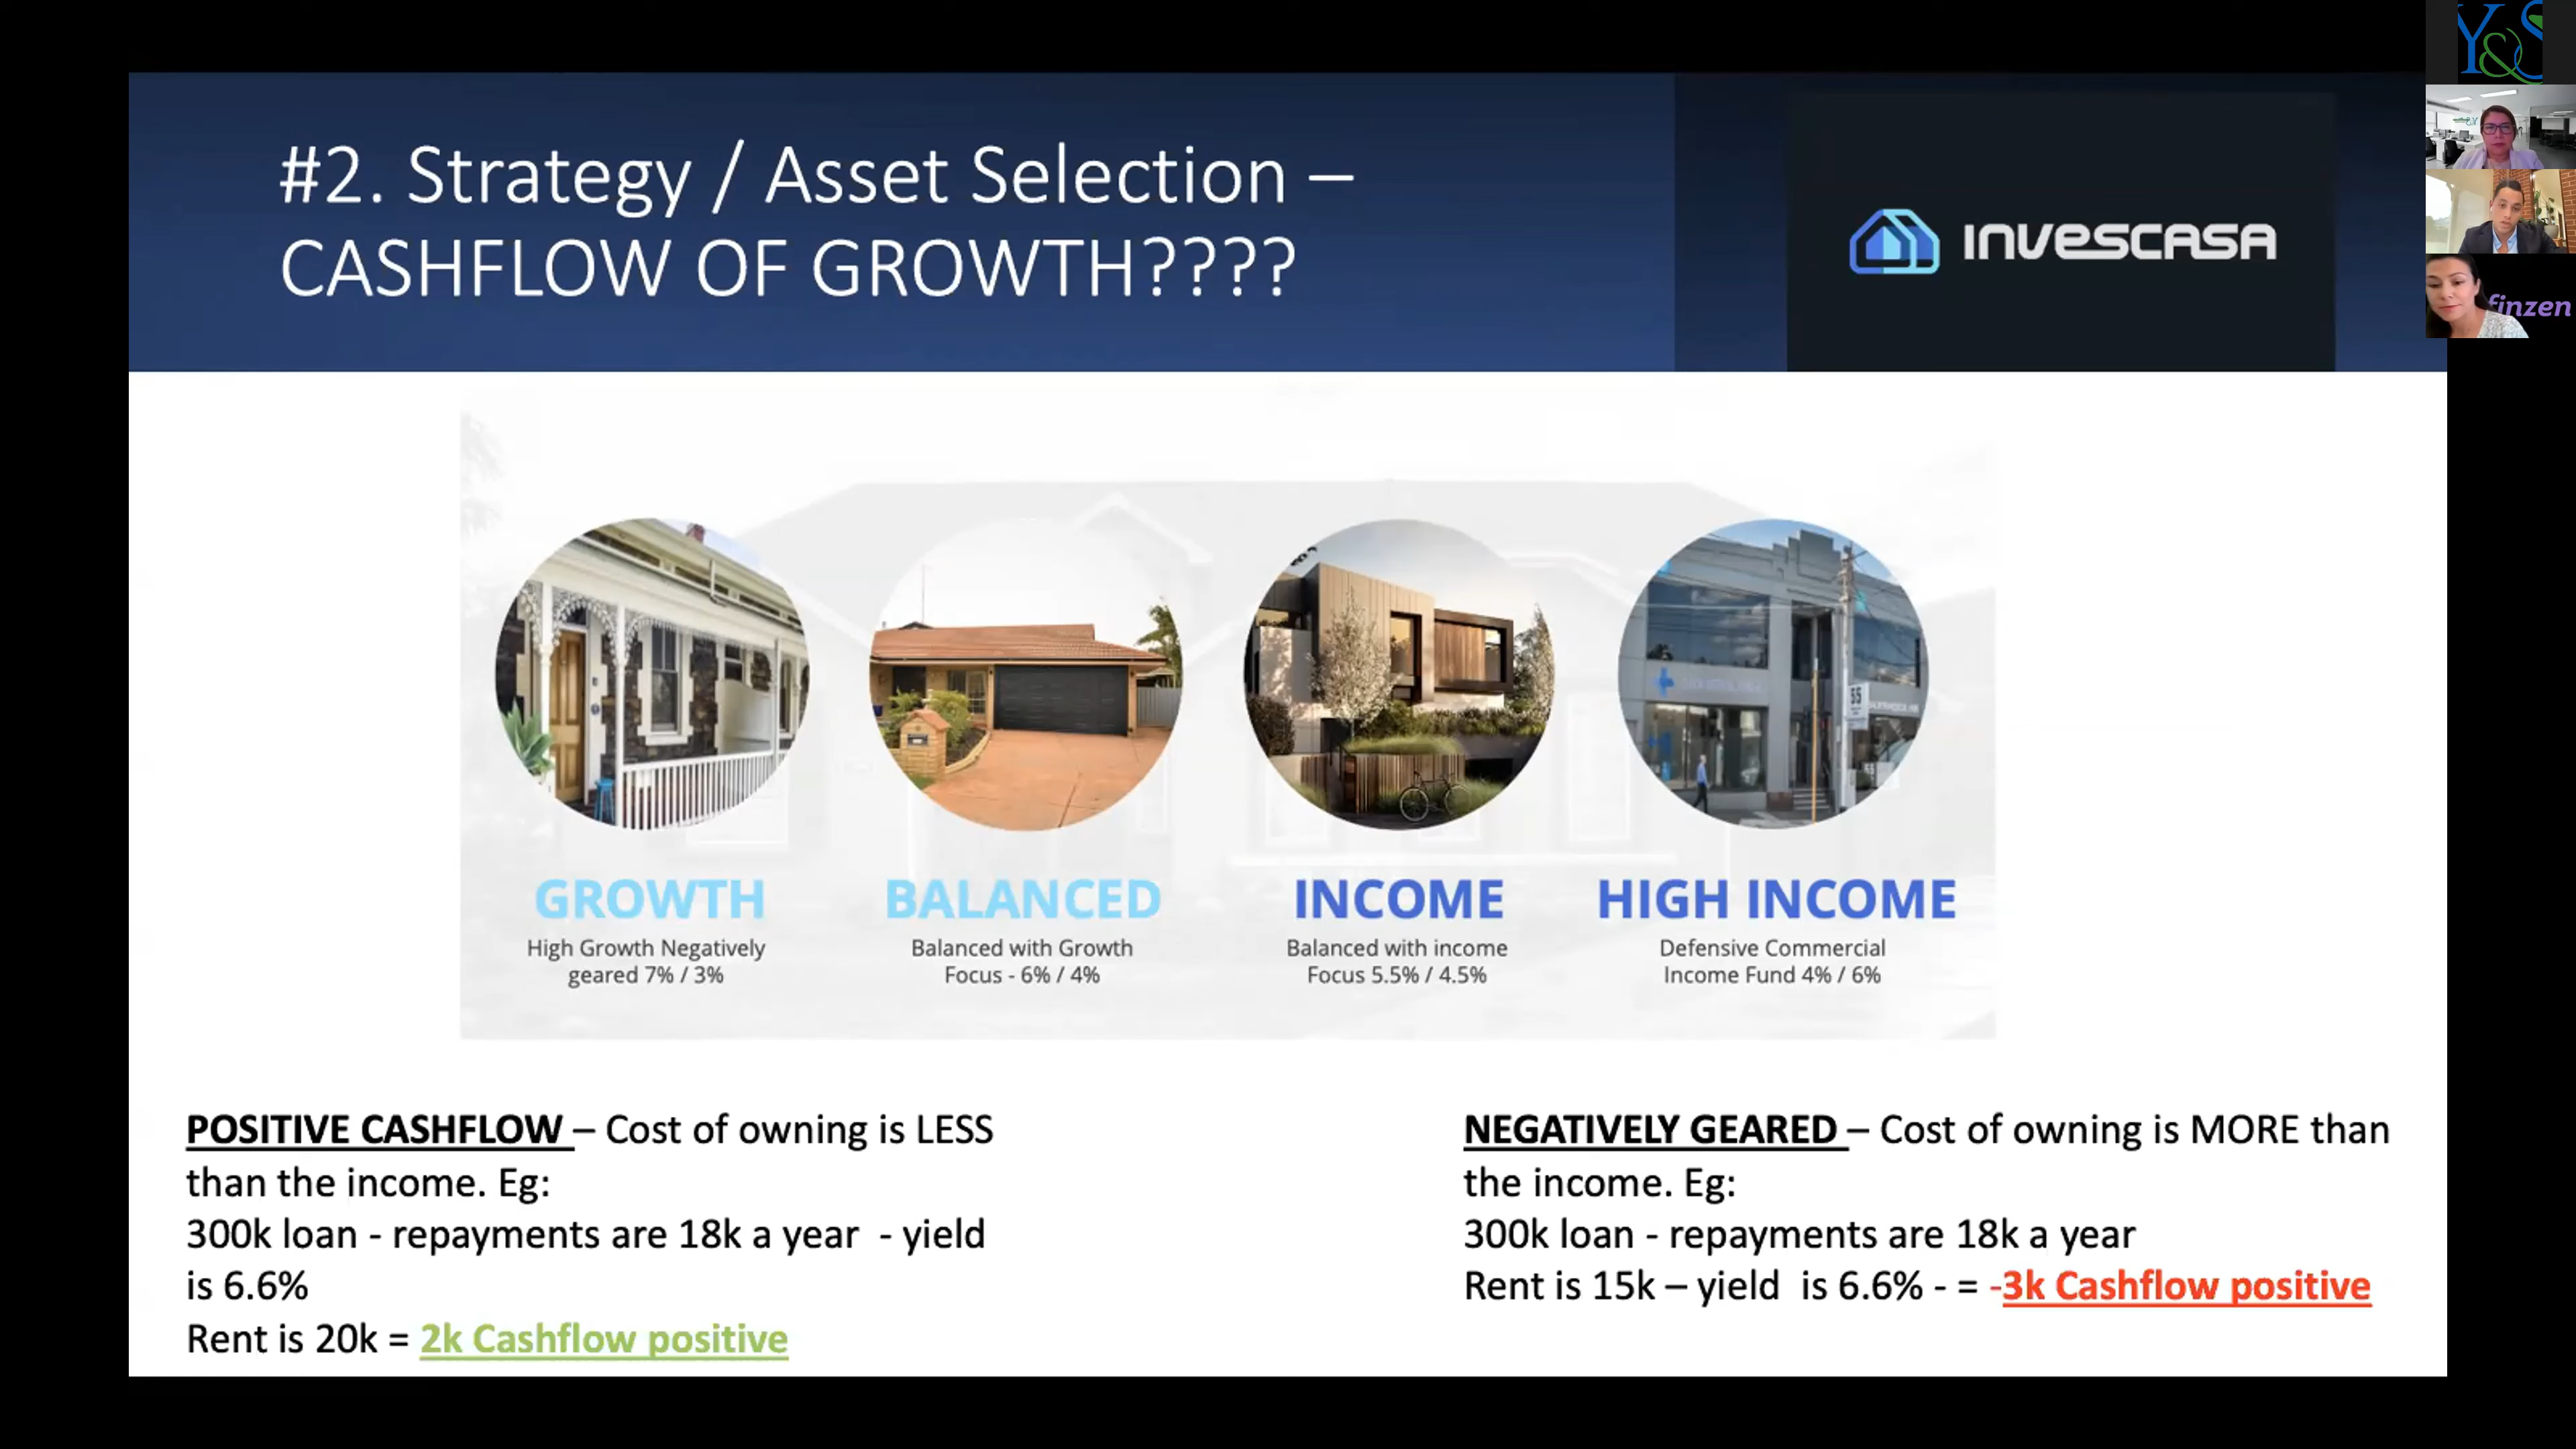 Y&S
#2. Strategy / Asset Selection –
CASHFLOW OF GROWTH????
INVESCASA
finzen
55
GROWTH
High Growth Negatively
geared 7% / 3%
BALANCED
Balanced with Growth
Focus - 6% / 4%
INCOME
Balanced with income
Focus 5.5% / 4.5%
HIGH INCOME
Defensive Commercial
Income Fund 4% / 6%
POSITIVE CASHFLOW – Cost of owning is LESS
than the income. Eg:
300k loan - repayments are 18k a year - yield
is 6.6%
Rent is 20k = 2k Cashflow positive
NEGATIVELY GEARED – Cost of owning is MORE than
the income. Eg:
300k loan - repayments are 18k a year
Rent is 15k – yield is 6.6% - = -3k Cashflow positive